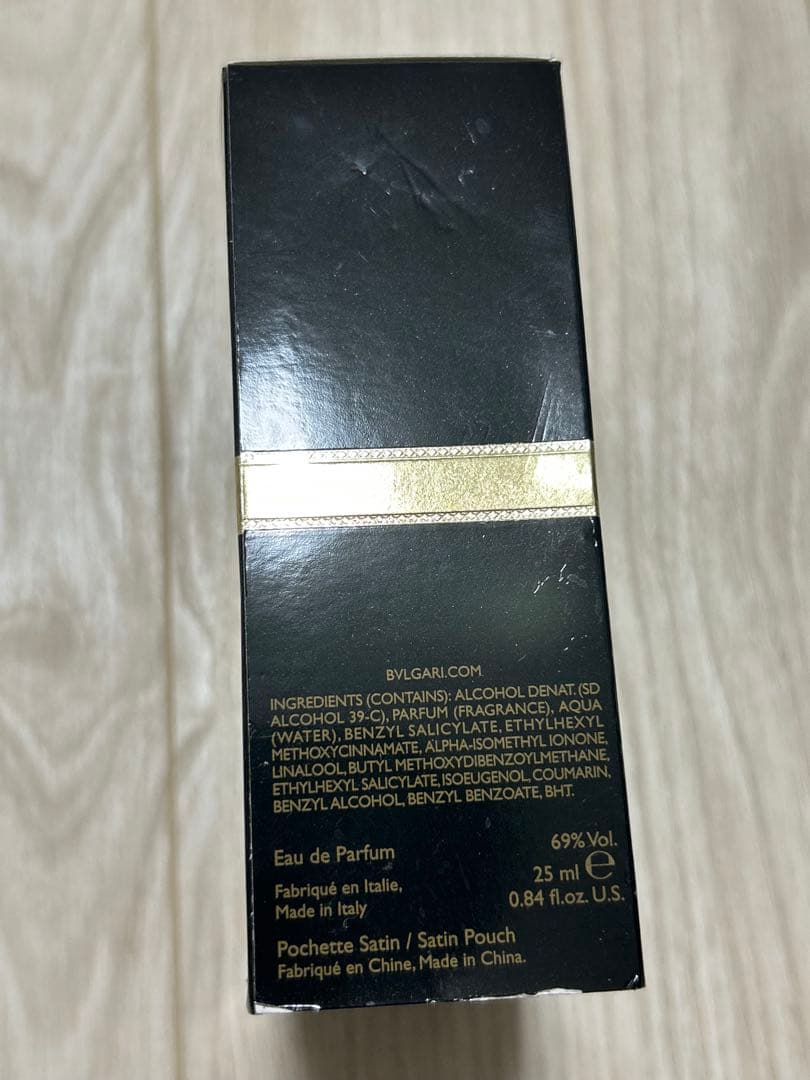 BVLGARI.COM
INGREDIENTS (CONTAINS): ALCOHOL DENAT. (SD
ALCOHOL 39-C), PARFUM (FRAGRANCE), AQUA
(WATER), BENZYL SALICYLATE, ETHYLHEXYL
METHOXYCINNAMATE, ALPHA-ISOMETHYL IONONE,
LINALOOL, BUTYL METHOXYDIBENZOYLMETHANE,
ETHYLHEXYL SALICYLATE, ISOEUGENOL, COUMARIN,
BENZYL ALCOHOL, BENZYL BENZOATE, BHT.
69% Vol.
Eau de Parfum
25 ml ℮
Fabriqué en Italie,
0.84 fl.oz. U.S.
Made in Italy
Pochette Satin / Satin Pouch
Fabriqué en Chine, Made in China.